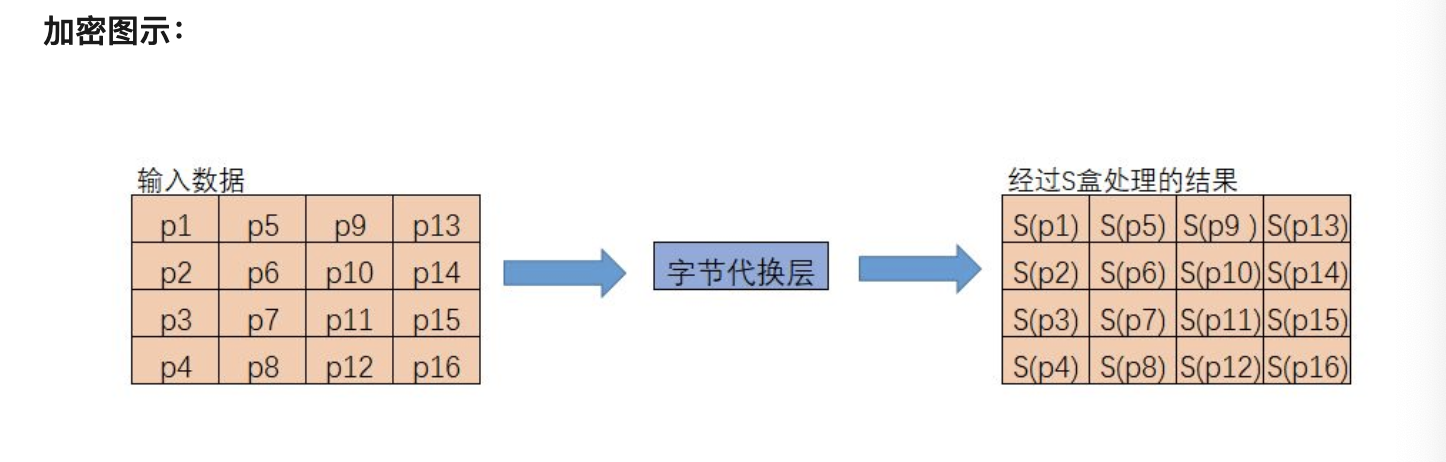 加密图示：
输入数据
p1 p5 p9 p13
p2 p6 p10 p14
p3 p7 p11 p15
p4 p8 p12 p16
字节代换层
经过S盒处理的结果
S(p1) S(p5) S(p9 ) S(p13)
S(p2) S(p6) S(p10) S(p14)
S(p3) S(p7) S(p11) S(p15)
S(p4) S(p8) S(p12) S(p16)